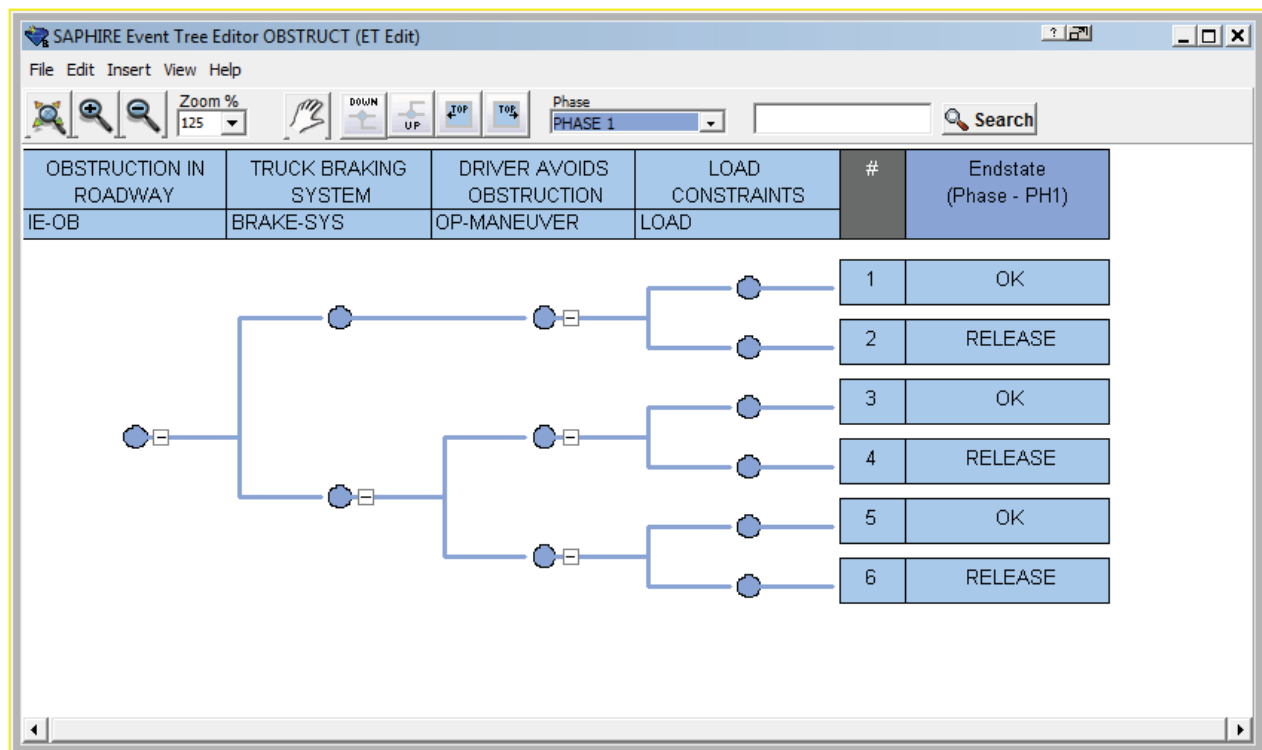 SAPHIRE Event Tree Editor OBSTRUCT (ET Edit)
?
File Edit Insert View Help
Zoom %
125
DOWN
UP
TOP
TOP
Phase
PHASE 1
Search
OBSTRUCTION IN
ROADWAY
IE-OB
TRUCK BRAKING
SYSTEM
BRAKE-SYS
DRIVER AVOIDS
OBSTRUCTION
OP-MANEUVER
LOAD
CONSTRAINTS
LOAD
#
Endstate
(Phase - PH1)
1 OK
2 RELEASE
3 OK
4 RELEASE
5 OK
6 RELEASE